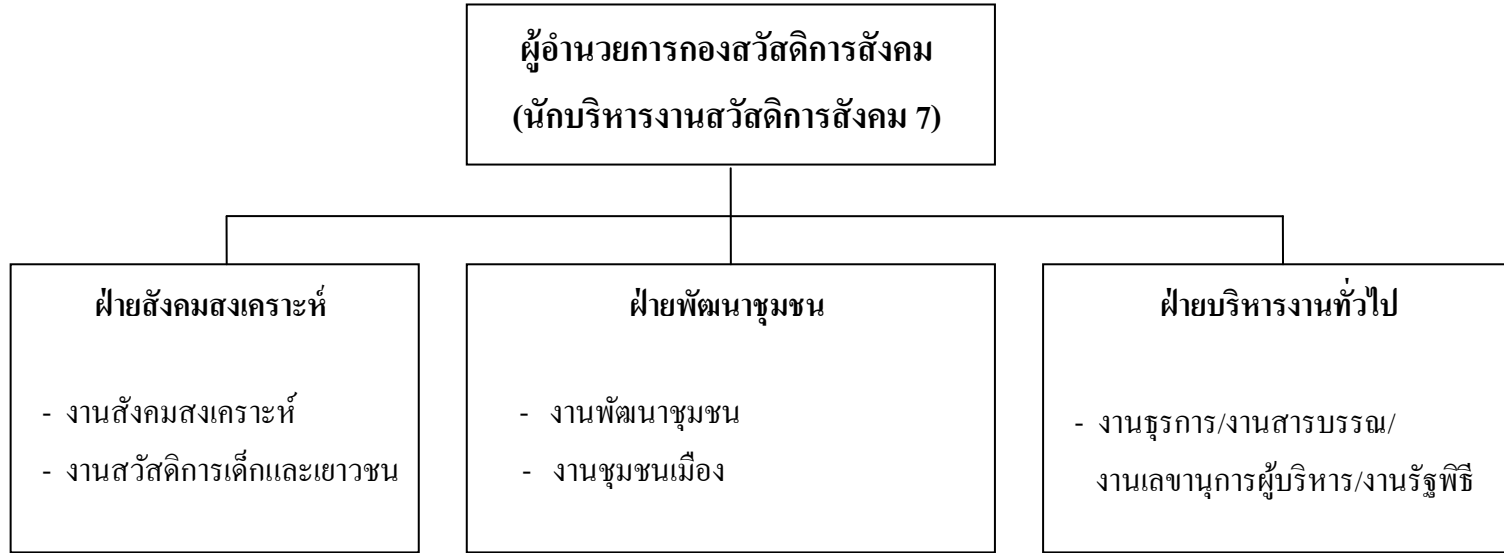 ผู้อำนวยการกองสวัสดิการสังคม
(นักบริหารงานสวัสดิการสังคม 7)
ฝ่ายสังคมสงเคราะห์
- งานสังคมสงเคราะห์
- งานสวัสดิการเด็กและเยาวชน
ฝ่ายพัฒนาชุมชน
- งานพัฒนาชุมชน
- งานชุมชนเมือง
ฝ่ายบริหารงานทั่วไป
- งานธุรการ/งานสารบรรณ/
งานเลขานุการผู้บริหาร/งานรัฐพิธี